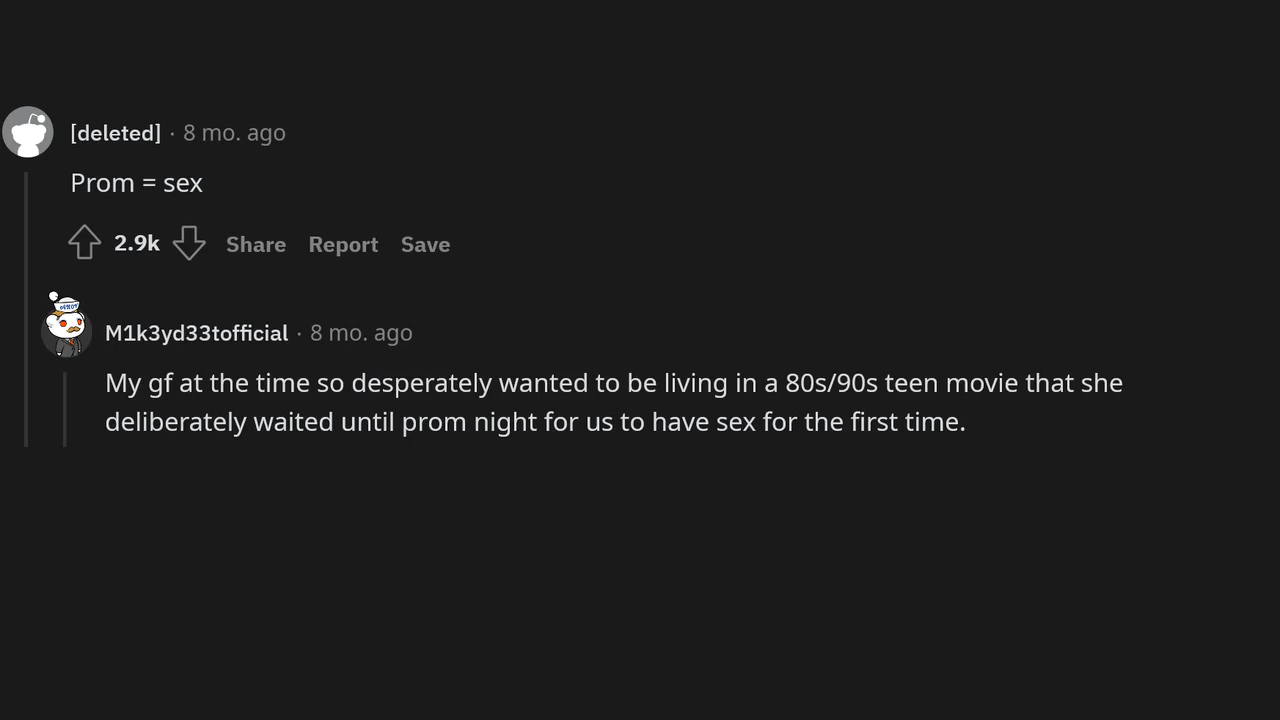 [deleted] · 8 mo. ago
Prom = sex
2.9k Share Report Save
M1k3yd33tofficial · 8 mo. ago
My gf at the time so desperately wanted to be living in a 80s/90s teen movie that she
deliberately waited until prom night for us to have sex for the first time.